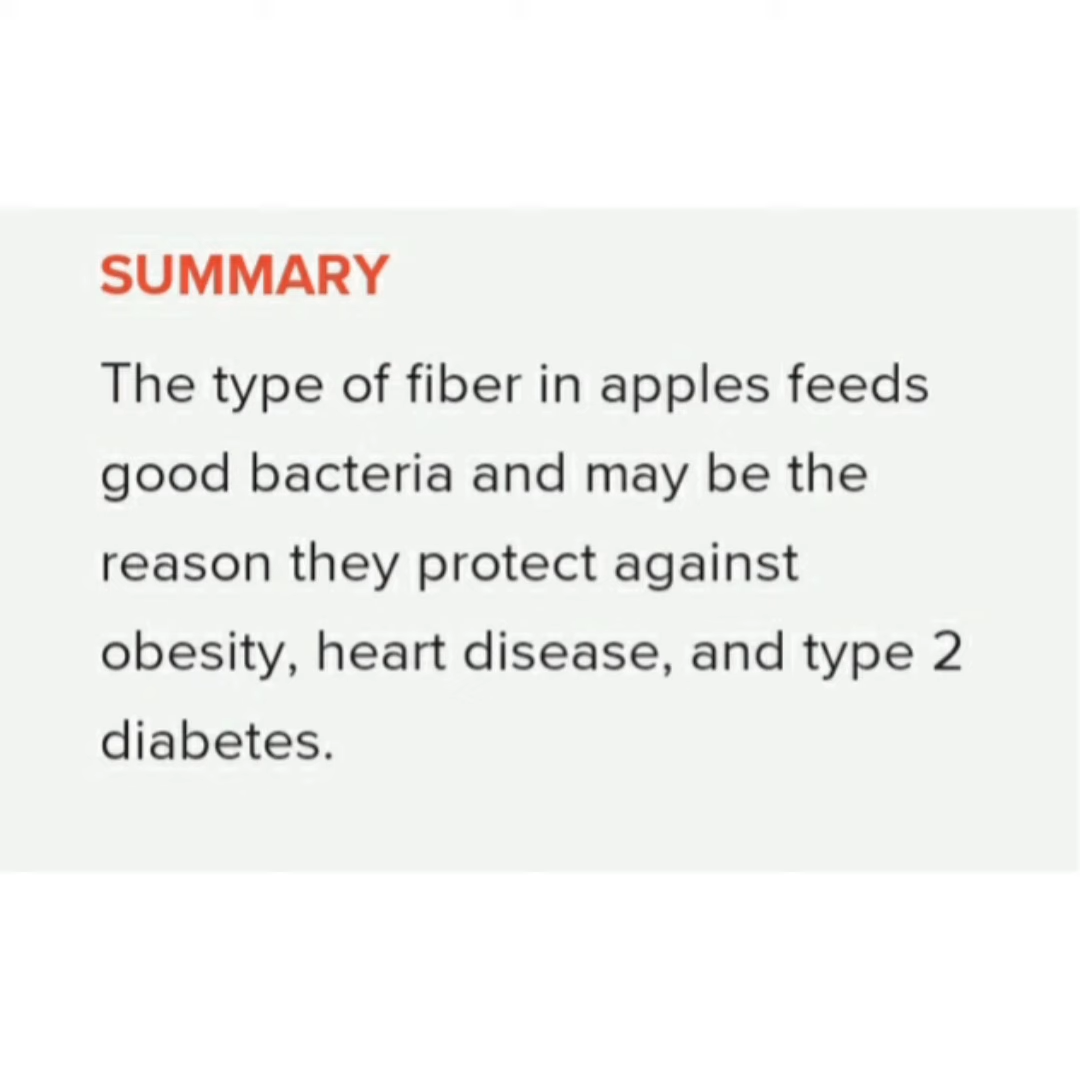 SUMMARY
The type of fiber in apples feeds
good bacteria and may be the
reason they protect against
obesity, heart disease, and type 2
diabetes.